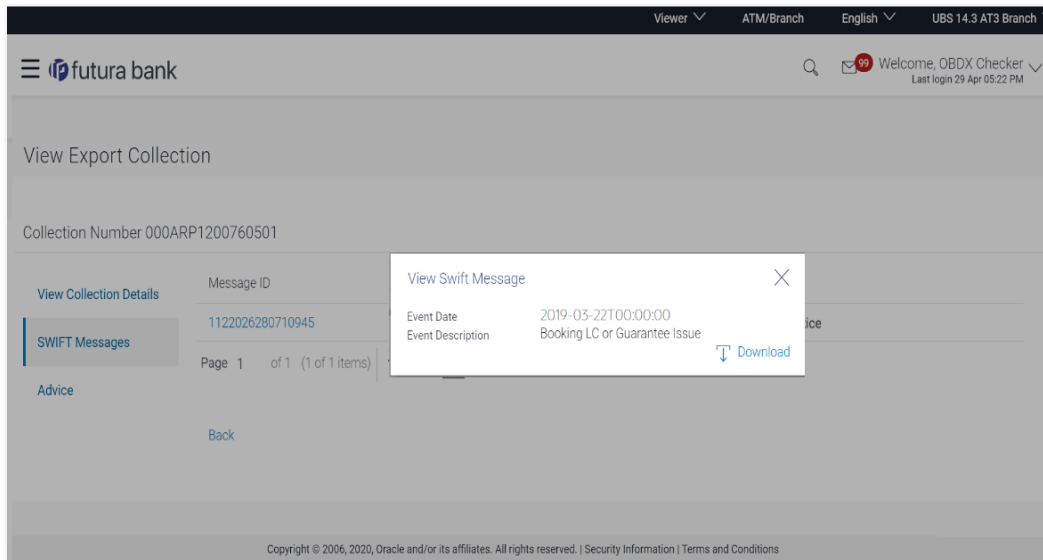 Viewer ATM/Branch English UBS 14.3 AT3 Branch
futura bank
99 Welcome, OBDX Checker
Last login 29 Apr 05:22 PM
View Export Collection
Collection Number 000ARP1200760501
View Collection Details
SWIFT Messages
Advice
Message ID
1122026280710945
Page 1 of 1 (1 of 1 items)
Back
View Swift Message
Event Date 2019-03-22T00:00:00
Event Description Booking LC or Guarantee Issue
Download
Copyright © 2006, 2020, Oracle and/or its affiliates. All rights reserved. | Security Information | Terms and Conditions